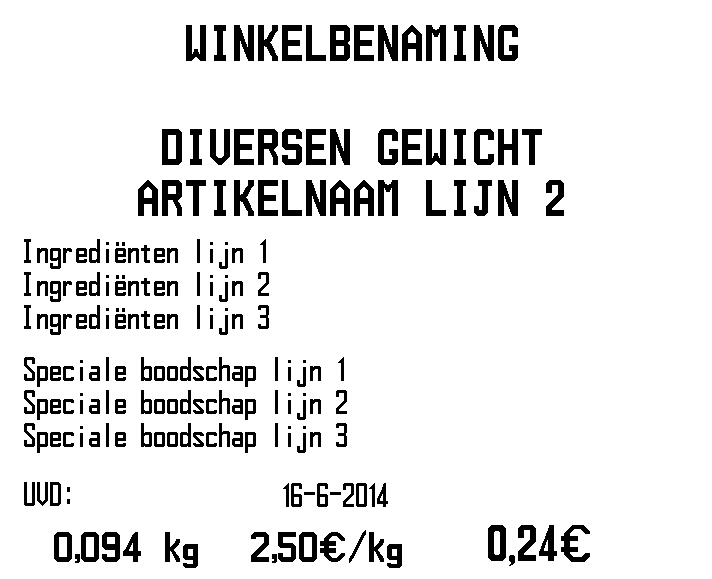 WINKELBENAMING
DIVERSEN GEWICHT
ARTIKELNAAM LIJN 2
Ingrediënten lijn 1
Ingrediënten lijn 2
Ingrediënten lijn 3
Speciale boodschap lijn 1
Speciale boodschap lijn 2
Speciale boodschap lijn 3
UVD: 16-6-2014
0,094 kg 2,50€/kg 0,24€